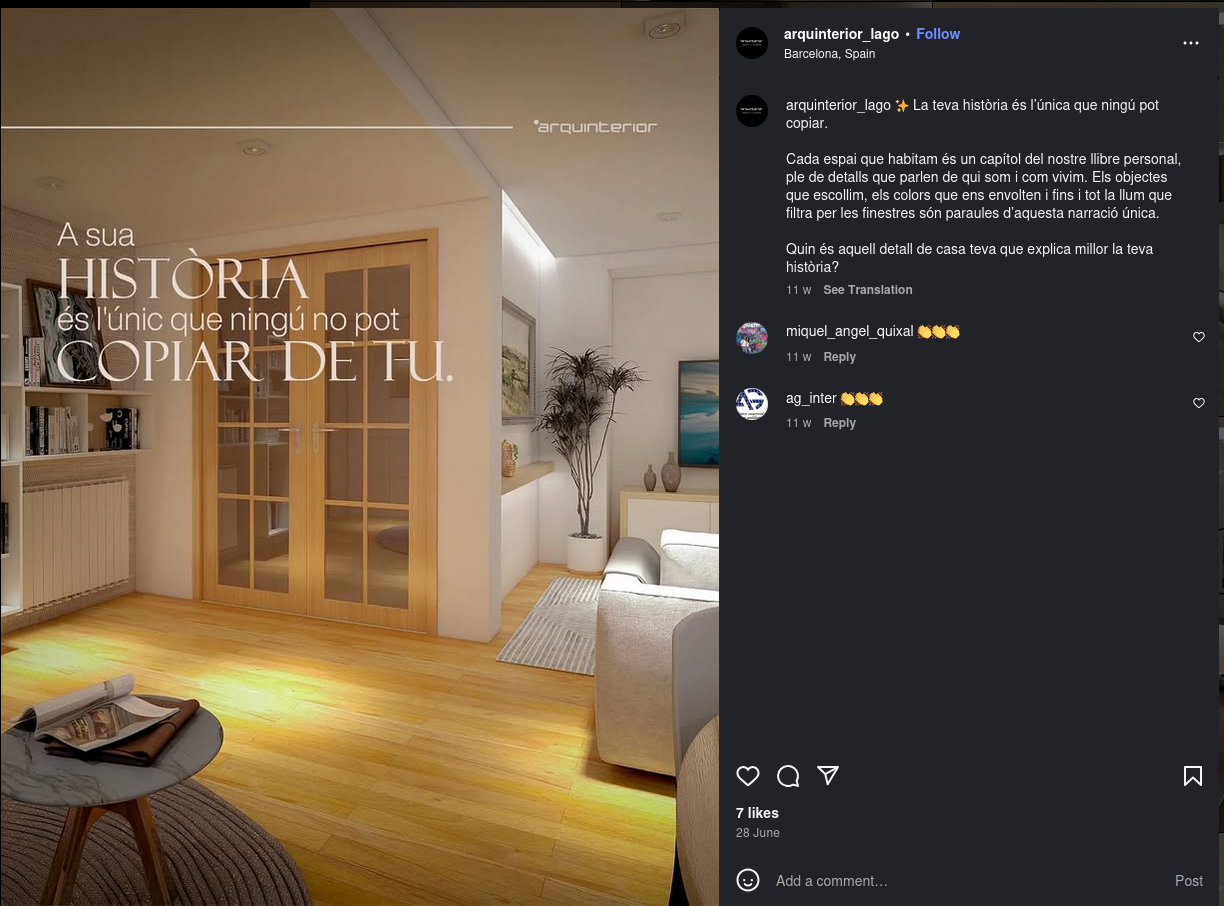 *arquinterior
A sua
HISTÒRIA
és l'únic que ningú no pot
COPIAR DE TU.
arquinterior_lago • Follow
Barcelona, Spain
arquinterior_lago ✨ La teva història és l’única que ningú pot
copiar.
Cada espai que habitam és un capítol del nostre llibre personal,
ple de detalls que parlen de qui som i com vivim. Els objectes
que escollim, els colors que ens envolten i fins i tot la llum que
filtra per les finestres són paraules d’aquesta narració única.
Quin és aquell detall de casa teva que explica millor la teva
història?
11 w See Translation
miquel_angel_quixal 👏👏👏
11 w Reply
ag_inter 👏👏👏
11 w Reply
7 likes
28 June
Add a comment…
Post